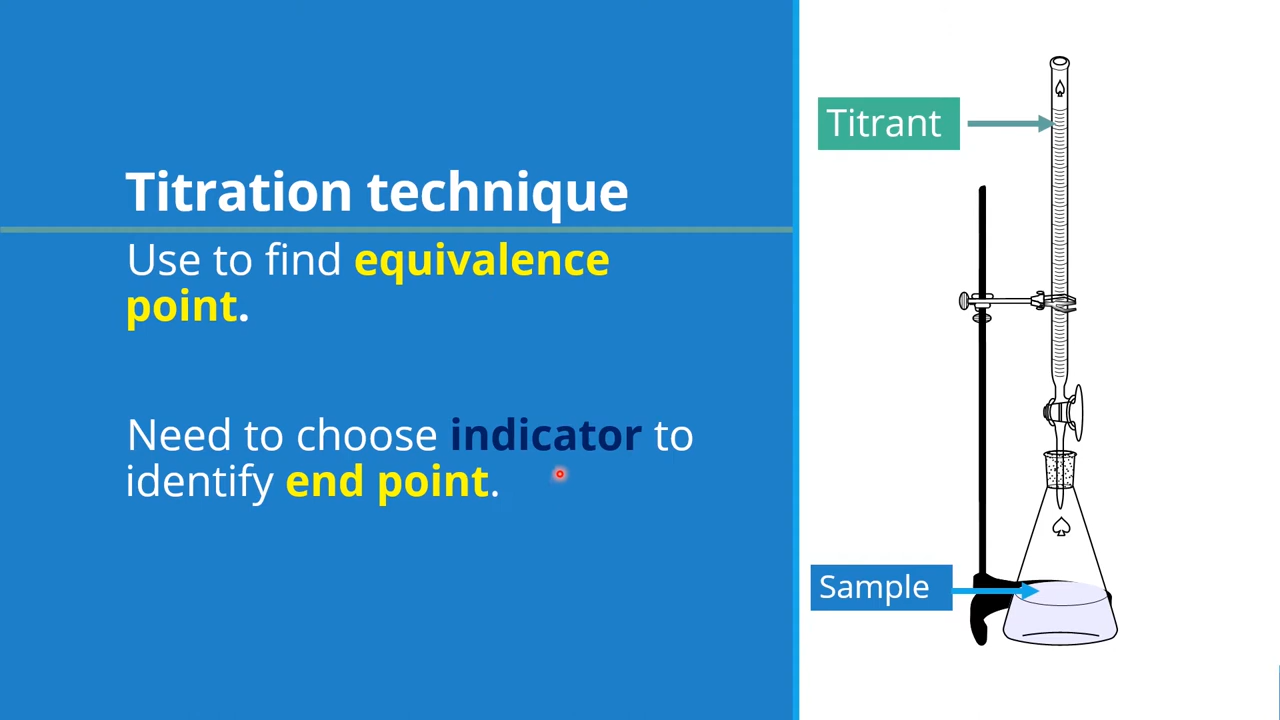 Titration technique
Use to find equivalence
point.
Need to choose indicator to
identify end point.
Titrant
Sample